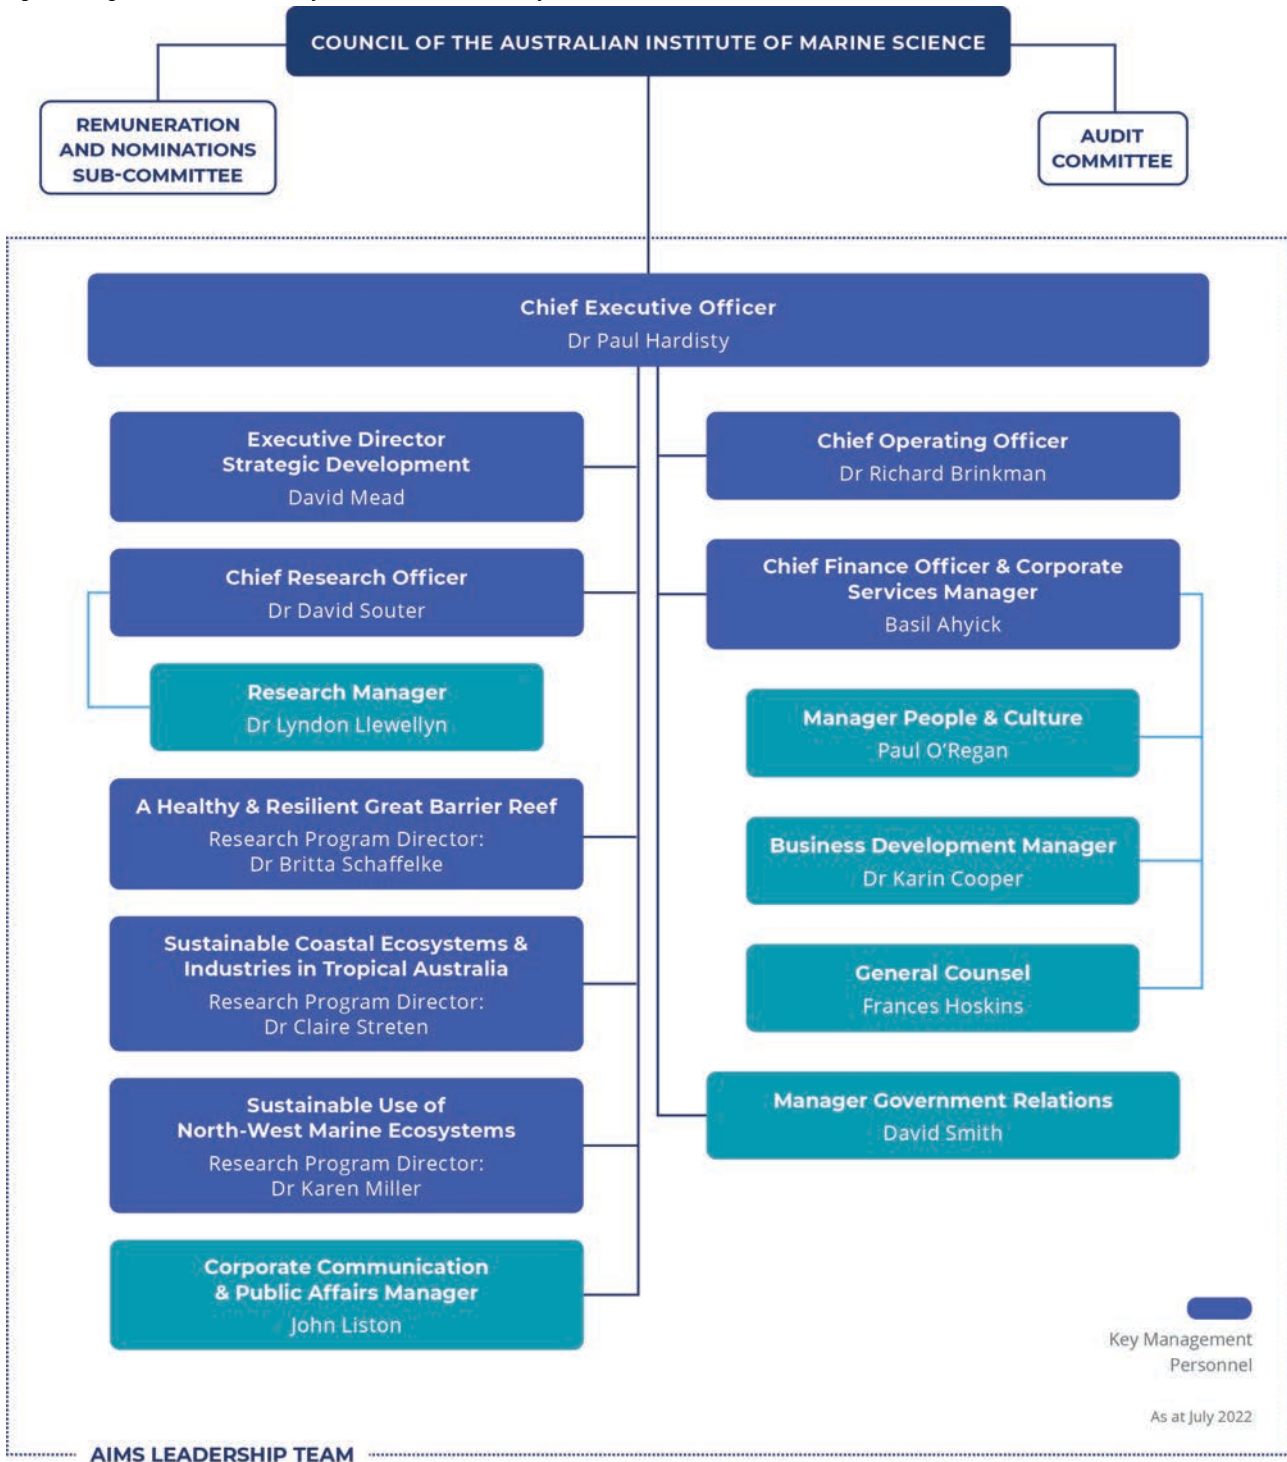 COUNCIL OF THE AUSTRALIAN INSTITUTE OF MARINE SCIENCE
REMUNERATION
AND NOMINATIONS
SUB-COMMITTEE
AUDIT
COMMITTEE
Chief Executive Officer
Dr Paul Hardisty
Executive Director
Strategic Development
David Mead
Chief Research Officer
Dr David Souter
Research Manager
Dr Lyndon Llewellyn
A Healthy & Resilient Great Barrier Reef
Research Program Director:
Dr Britta Schaffelke
Sustainable Coastal Ecosystems &
Industries in Tropical Australia
Research Program Director:
Dr Claire Streten
Sustainable Use of
North-West Marine Ecosystems
Research Program Director:
Dr Karen Miller
Corporate Communication
& Public Affairs Manager
John Liston
Chief Operating Officer
Dr Richard Brinkman
Chief Finance Officer & Corporate
Services Manager
Basil Ahyick
Manager People & Culture
Paul O'Regan
Business Development Manager
Dr Karin Cooper
General Counsel
Frances Hoskins
Manager Government Relations
David Smith
Key Management
Personnel
As at July 2022
AIMS LEADERSHIP TEAM